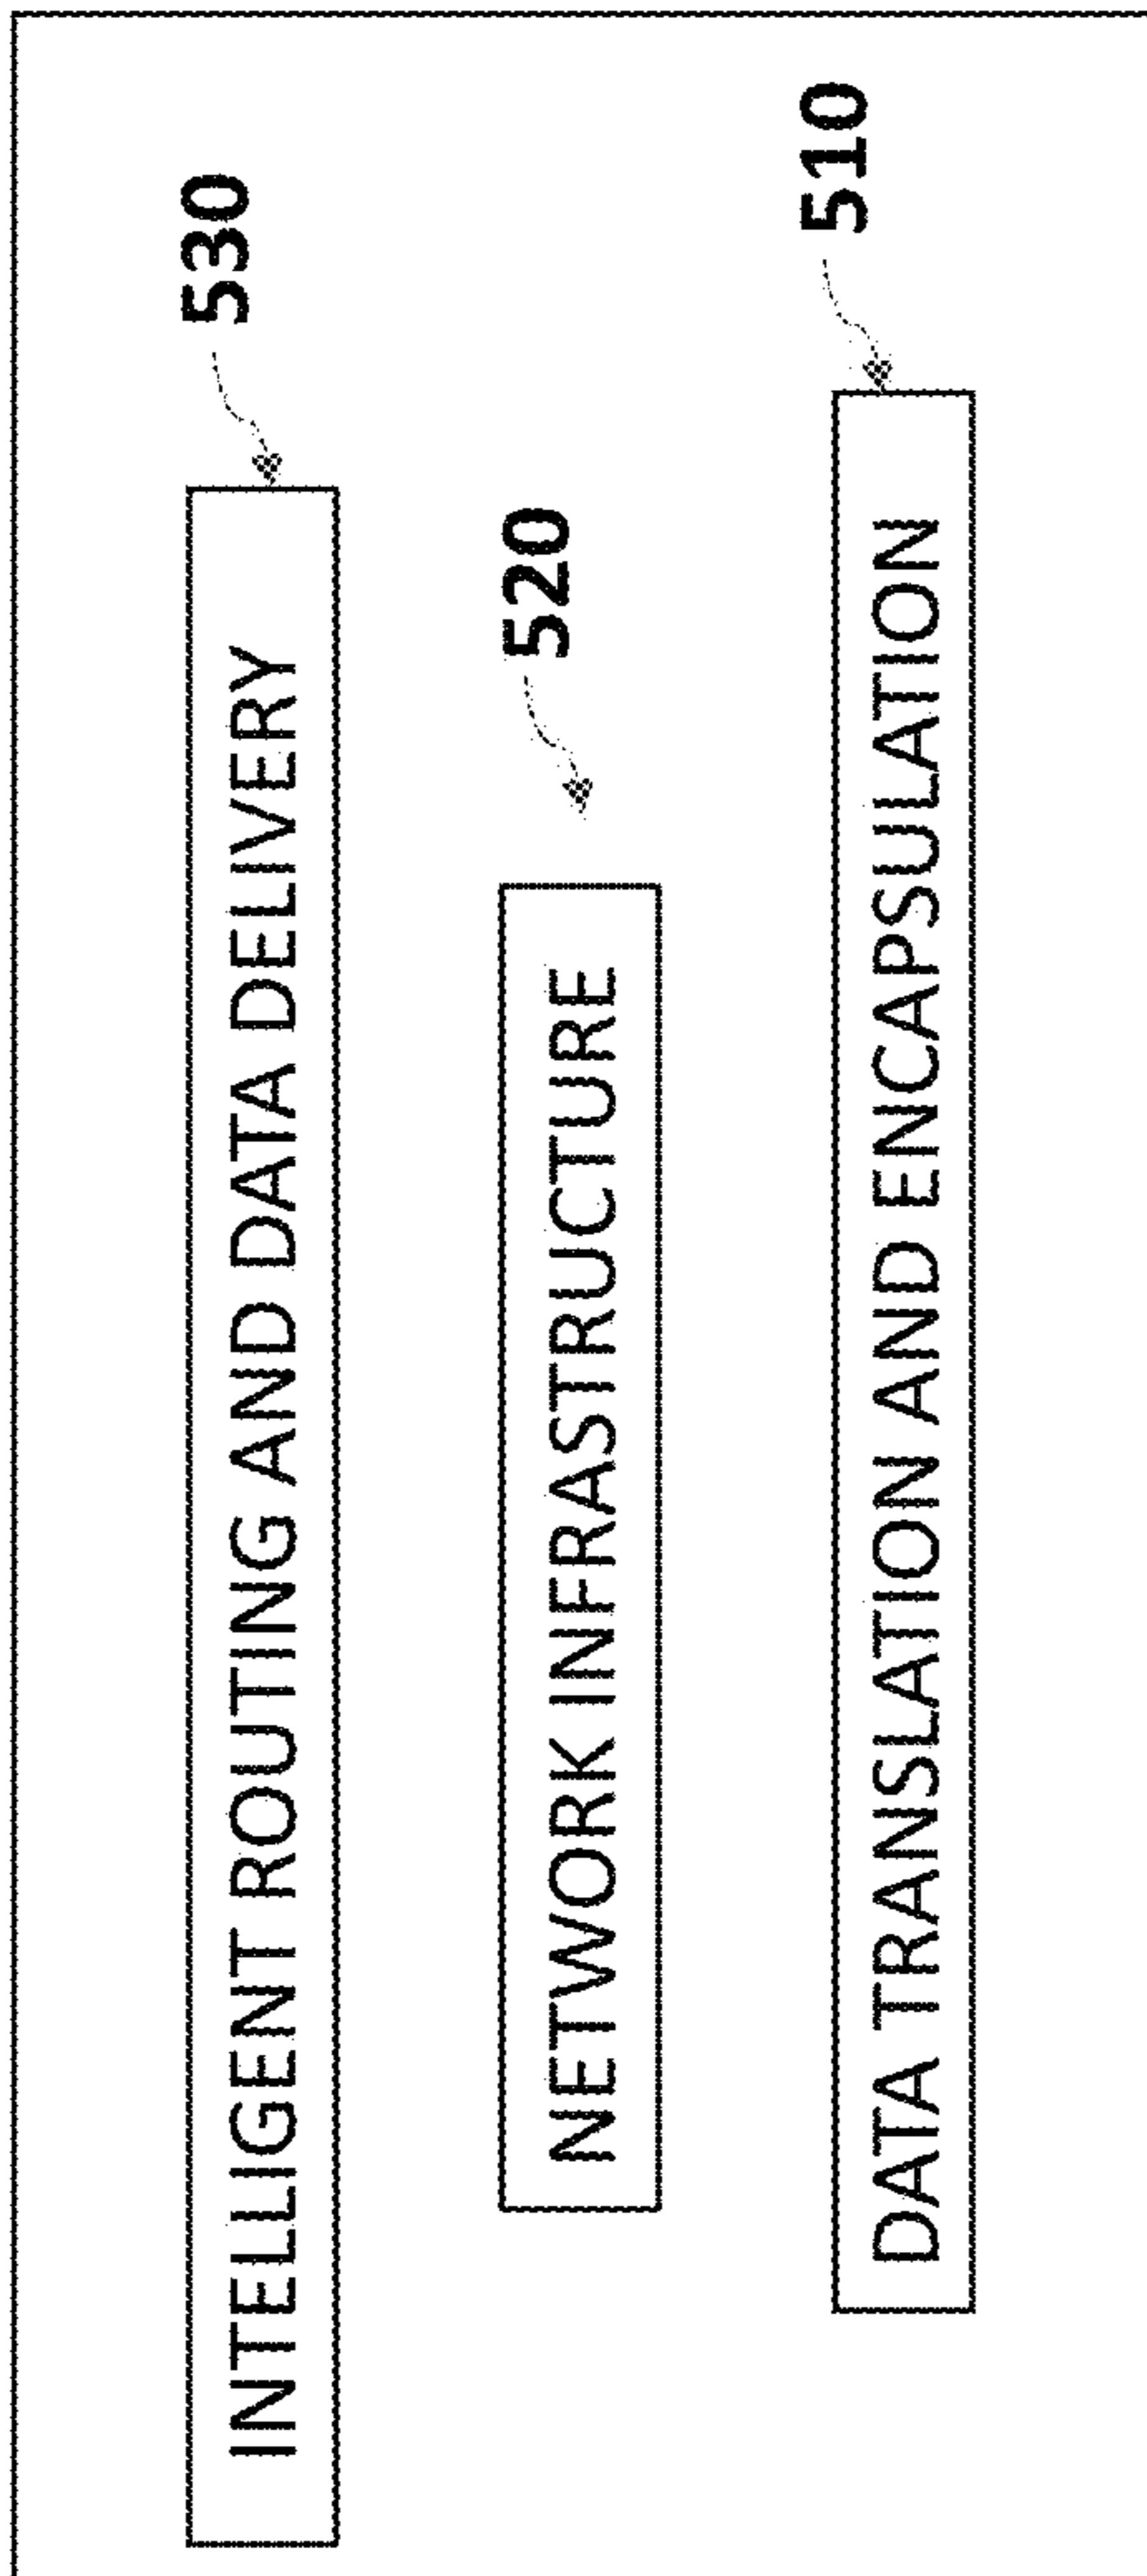 INTELLIGENT ROUTING AND DATA DELIVERY
530
NETWORK INFRASTRUCTURE
520
DATA TRANSLATION AND ENCAPSULATION
510